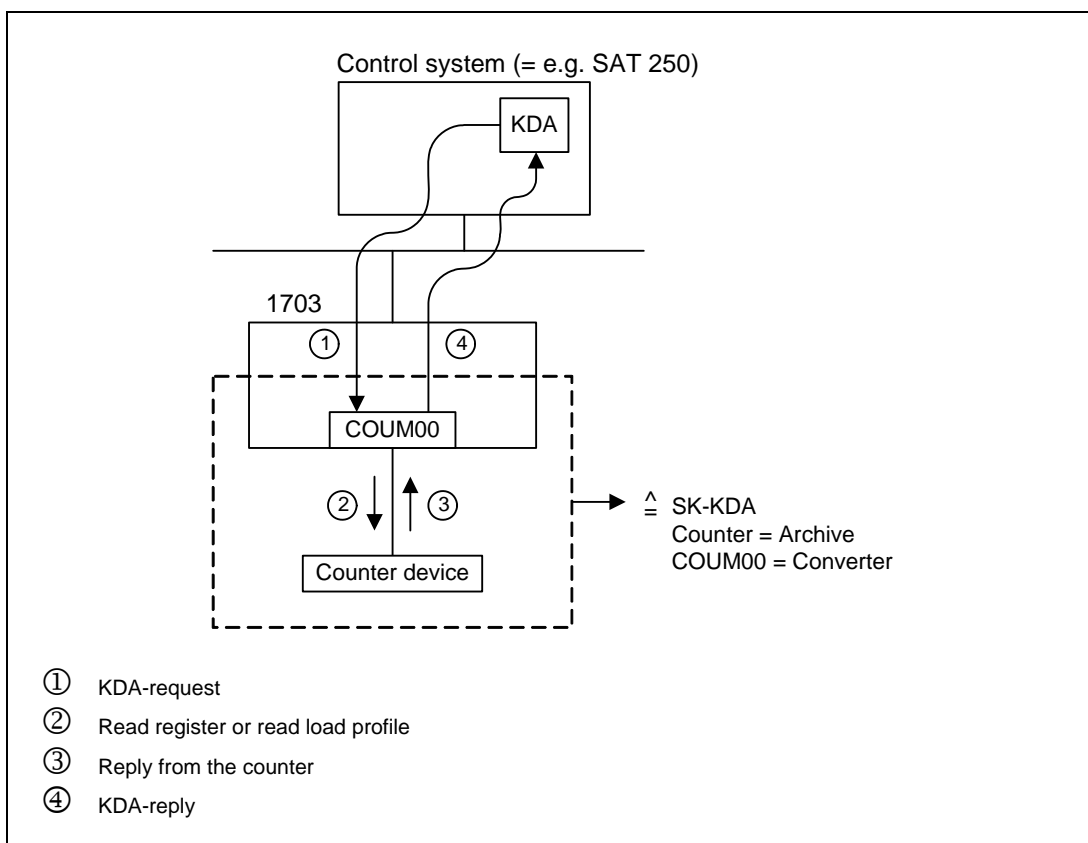 Control system (= e.g. SAT 250)
KDA
1703
① ④
COUM00
② ③
Counter device
≙ SK-KDA
Counter = Archive
COUM00 = Converter
① KDA-request
② Read register or read load profile
③ Reply from the counter
④ KDA-reply